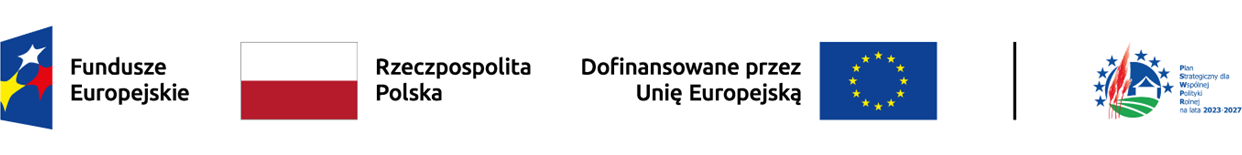 Fundusze
Europejskie
Rzeczpospolita
Polska
Dofinansowane przez
Unię Europejską
Plan
Strategiczny dla
Wspólnej
Polityki
Rolnej
na lata 2023-2027